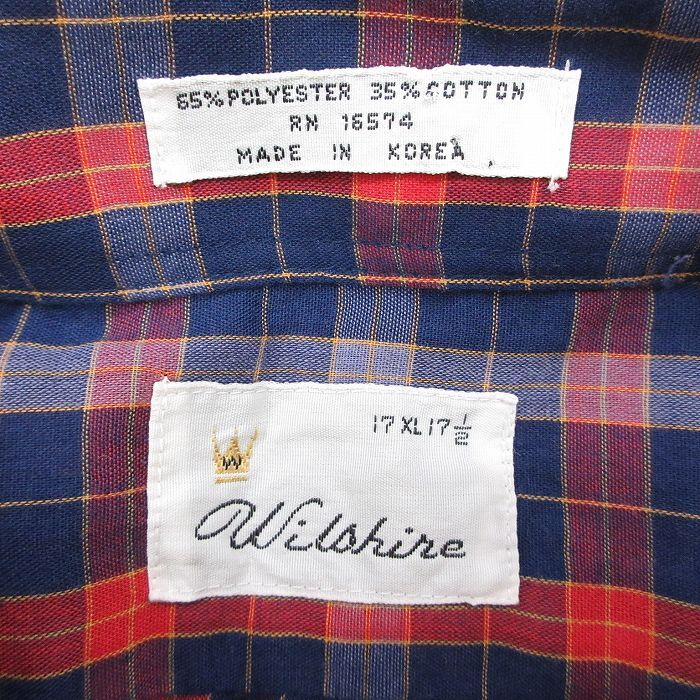 65% POLYESTER 35% COTTON
RN 16574
MADE IN KOREA
17 XL 17 1/2
W
Wilshire